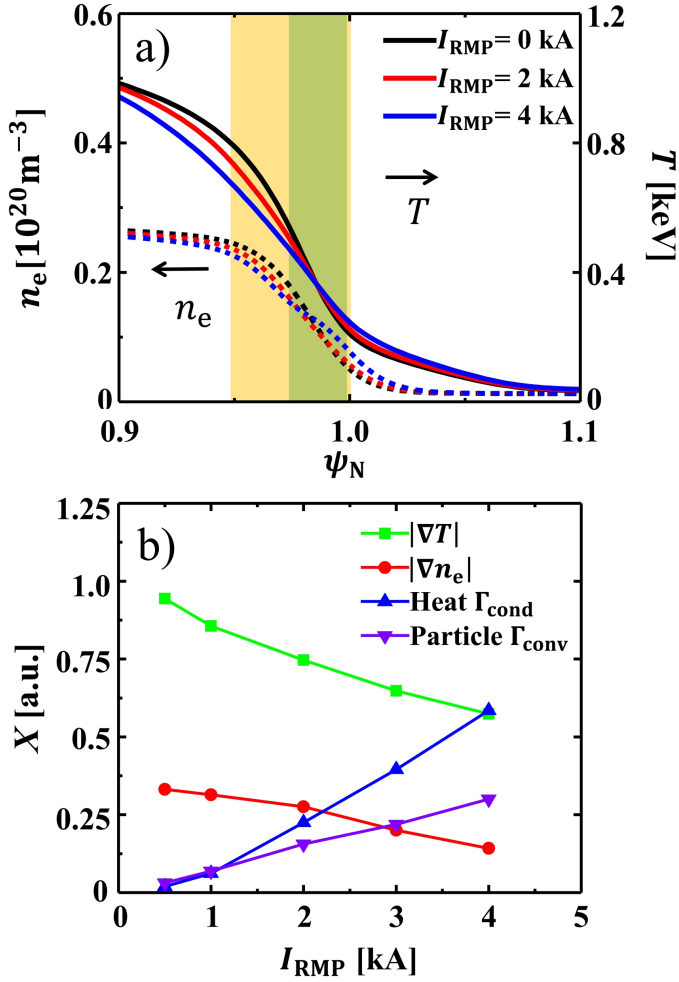 a)
I_RMP = 0 kA
I_RMP = 2 kA
I_RMP = 4 kA
T
n_e
0.6
0.4
0.2
0
n_e[10^20 m^−3]
1.2
0.8
0.4
0
T [keV]
0.9
1.0
1.1
ψ_N
b)
|∇T|
|∇n_e|
Heat Γ_cond
Particle Γ_conv
1.25
1.0
0.75
0.5
0.25
0
X [a.u.]
0
1
2
3
4
5
I_RMP [kA]